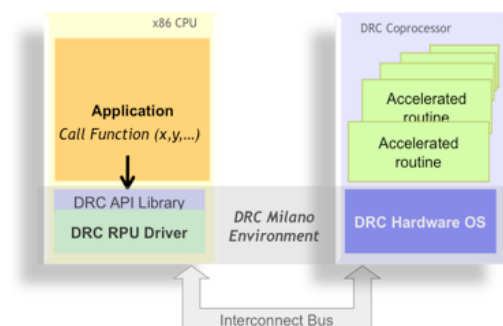 x86 CPU
Application
Call Function (x,y,...)
DRC API Library
DRC RPU Driver
DRC Milano
Environment
DRC Coprocessor
Accelerated
routine
Accelerated
routine
DRC Hardware OS
Interconnect Bus